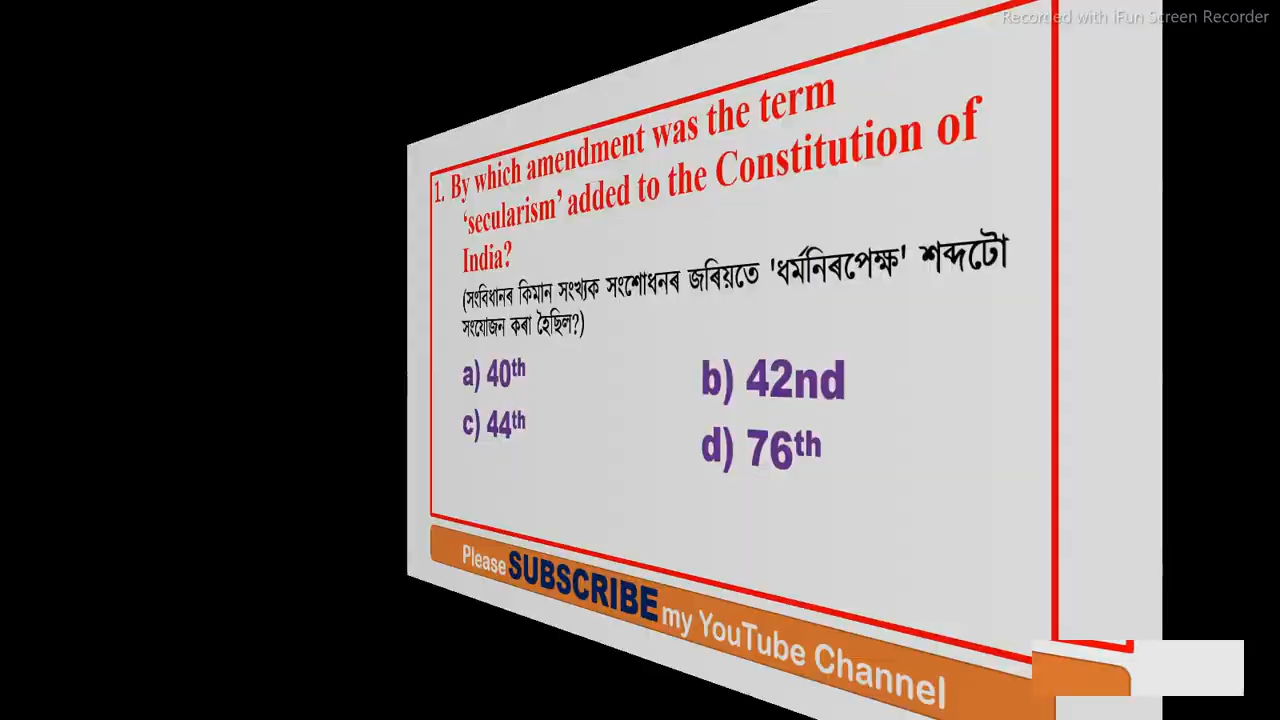 Recorded with iFun Screen Recorder
1. By which amendment was the term
‘secularism’ added to the Constitution of
India?
(সংবিধানৰ কিমান সংখ্যক সংশোধনৰ জৰিয়তে 'ধৰ্মনিৰপেক্ষ' শব্দটো
সংযোজন কৰা হৈছিল?)
a) 40th b) 42nd
c) 44th d) 76th
Please SUBSCRIBE my YouTube Channel